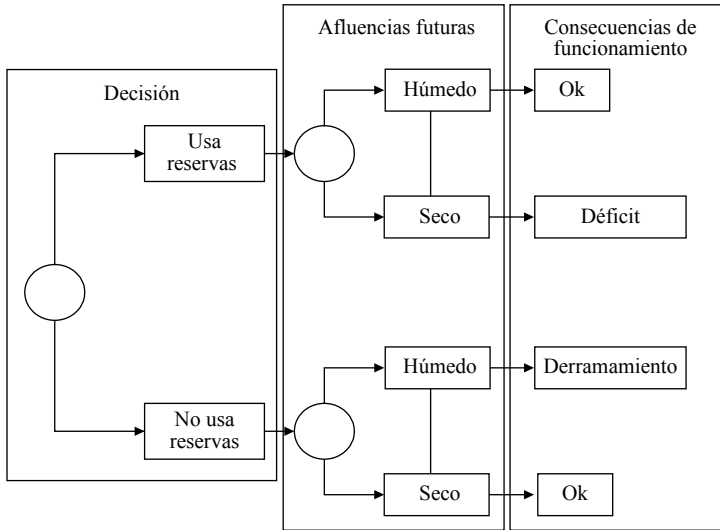 Afluencias futuras
Consecuencias de
funcionamiento
Decisión
Húmedo
Ok
Usa
reservas
Seco
Déficit
Húmedo
Derramamiento
No usa
reservas
Seco
Ok